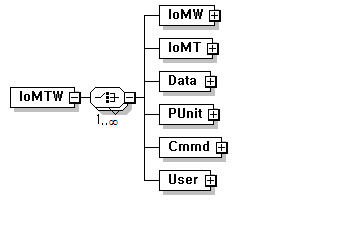 IoMW
IoMT
Data
IoMTW
1..∞
PUnit
Cmmd
User